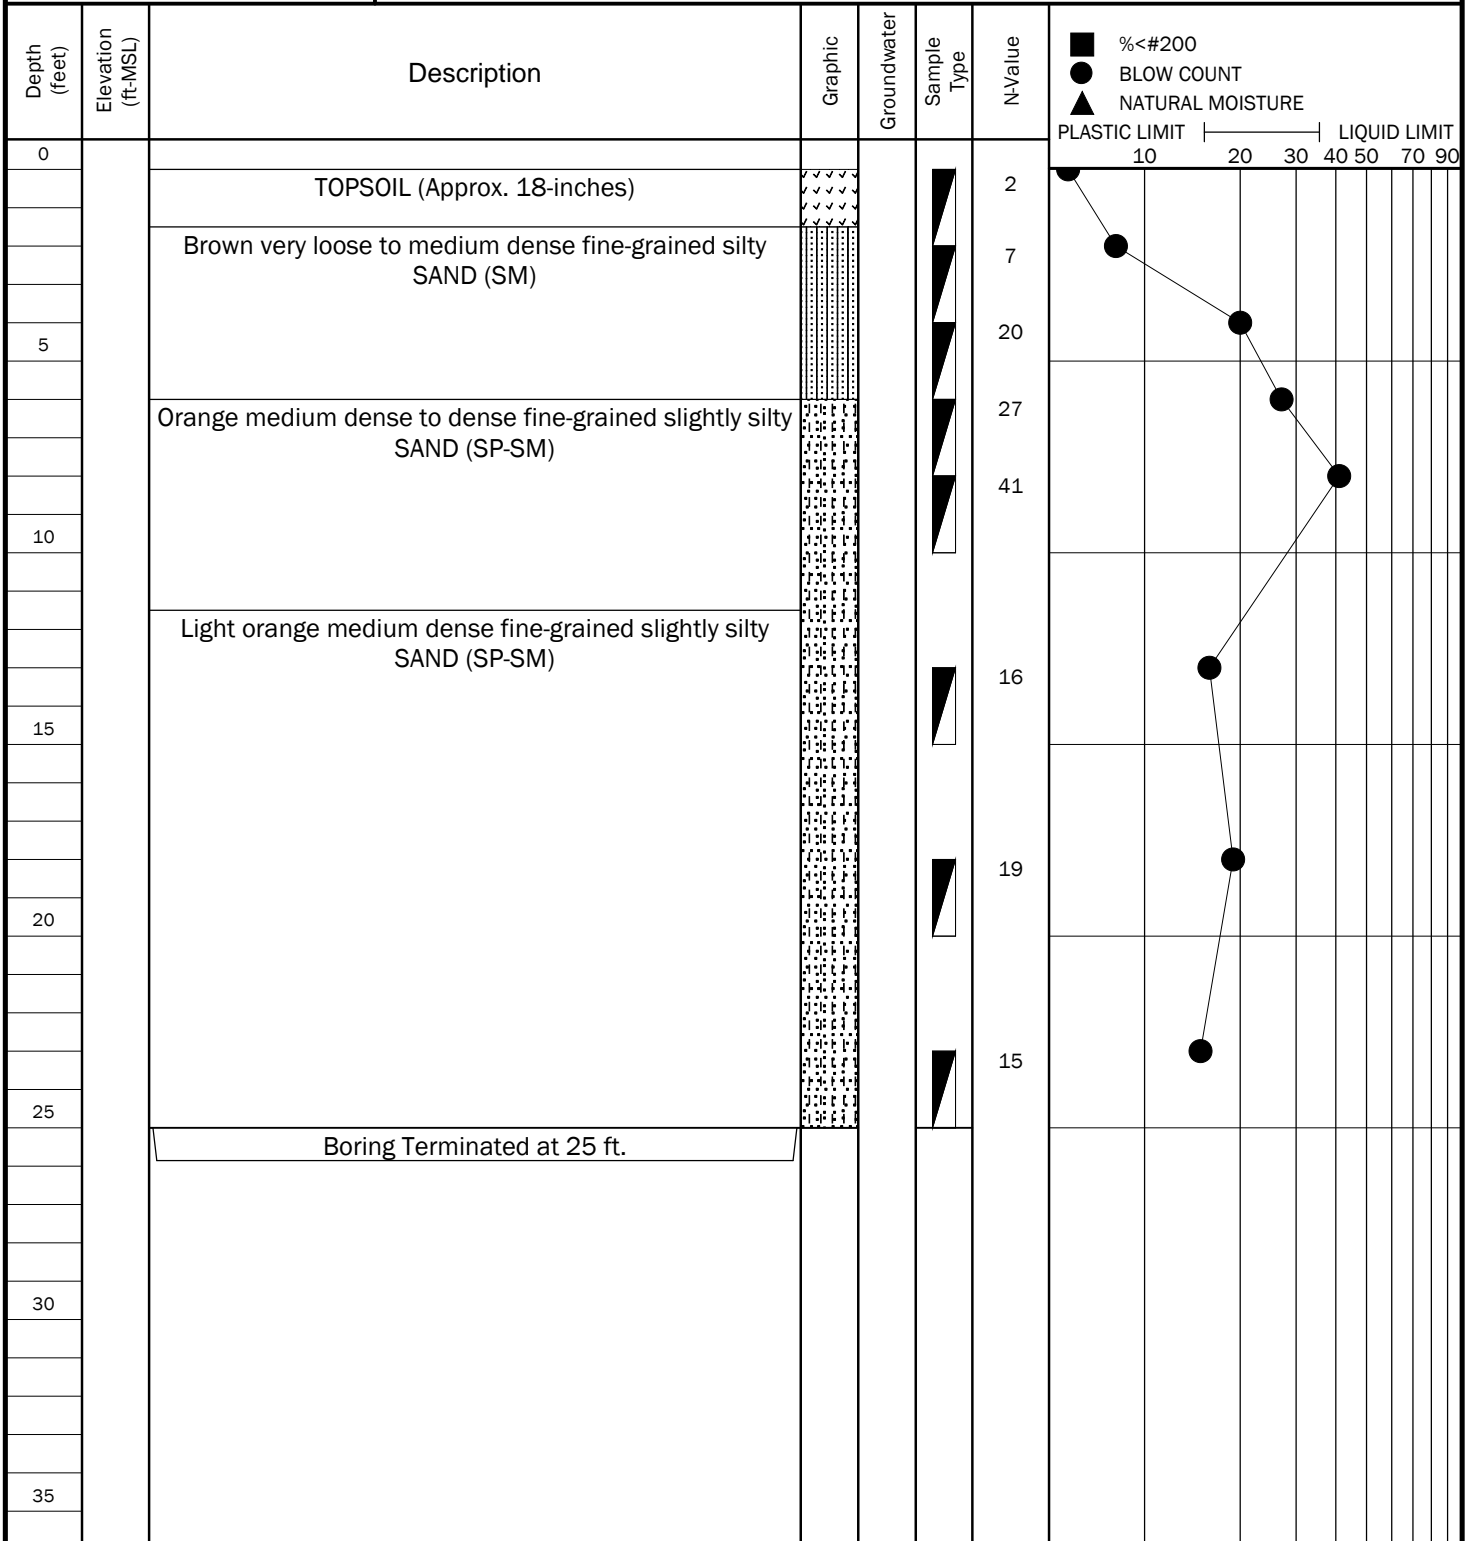 Depth
(feet)
Elevation
(ft-MSL)
Description
Graphic
Groundwater
Sample
Type
N-Value
%<#200
BLOW COUNT
NATURAL MOISTURE
PLASTIC LIMIT LIQUID LIMIT
10 20 30 40 50 70 90
0
TOPSOIL (Approx. 18-inches)
2
Brown very loose to medium dense fine-grained silty
SAND (SM)
7
20
5
27
Orange medium dense to dense fine-grained slightly silty
SAND (SP-SM)
41
10
Light orange medium dense fine-grained slightly silty
SAND (SP-SM)
16
15
19
20
15
25
Boring Terminated at 25 ft.
30
35